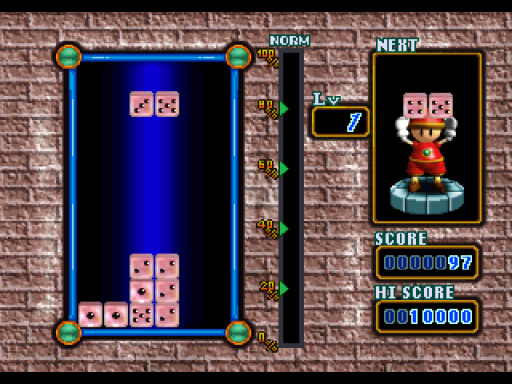 NORM
NEXT
100%
80%
Lv
1
60%
40%
SCORE
0000097
20%
HI SCORE
0010000
0%